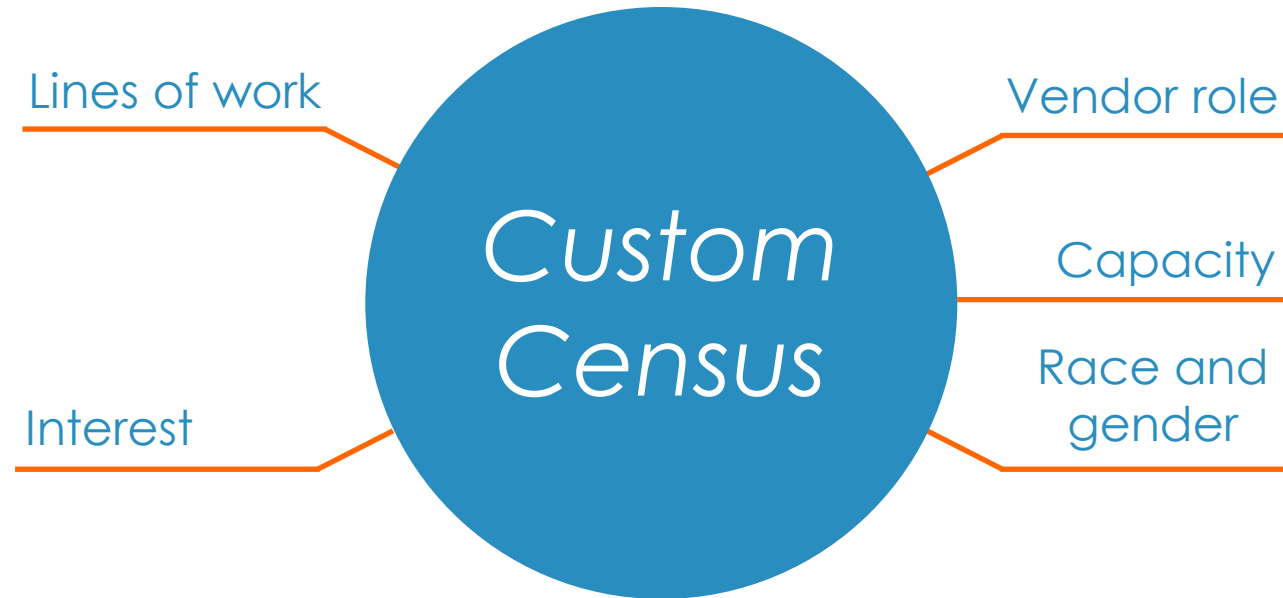 Lines of work
Interest
Custom
Census
Vendor role
Capacity
Race and
gender